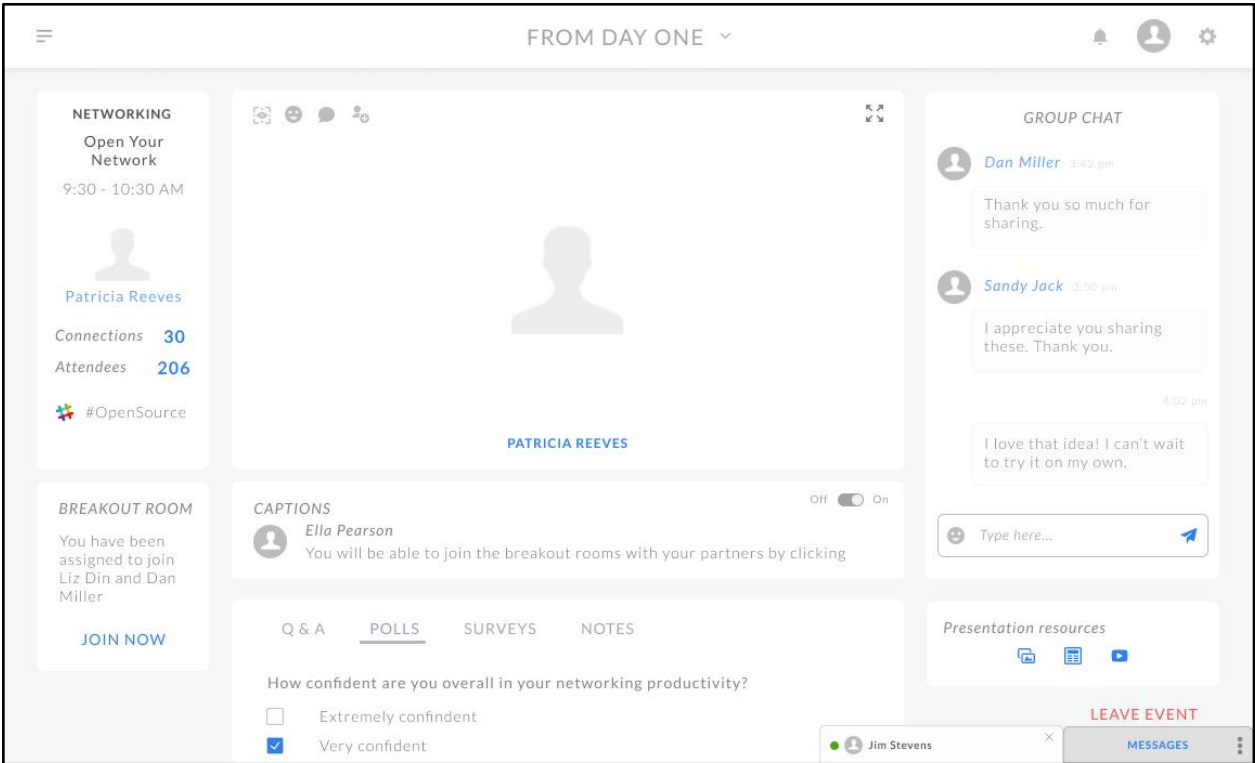 FROM DAY ONE
NETWORKING
Open Your
Network
9:30 - 10:30 AM
Patricia Reeves
Connections 30
Attendees 206
#OpenSource
BREAKOUT ROOM
You have been
assigned to join
Liz Din and Dan
Miller
JOIN NOW
PATRICIA REEVES
CAPTIONS
Off On
Ella Pearson
You will be able to join the breakout rooms with your partners by clicking
Q & A POLLS SURVEYS NOTES
How confident are you overall in your networking productivity?
Extremely confindent
Very confident
GROUP CHAT
Dan Miller 3:42 pm
Thank you so much for
sharing.
Sandy Jack 3:50 pm
I appreciate you sharing
these. Thank you.
4:02 pm
I love that idea! I can't wait
to try it on my own.
Type here...
Presentation resources
LEAVE EVENT
Jim Stevens
MESSAGES